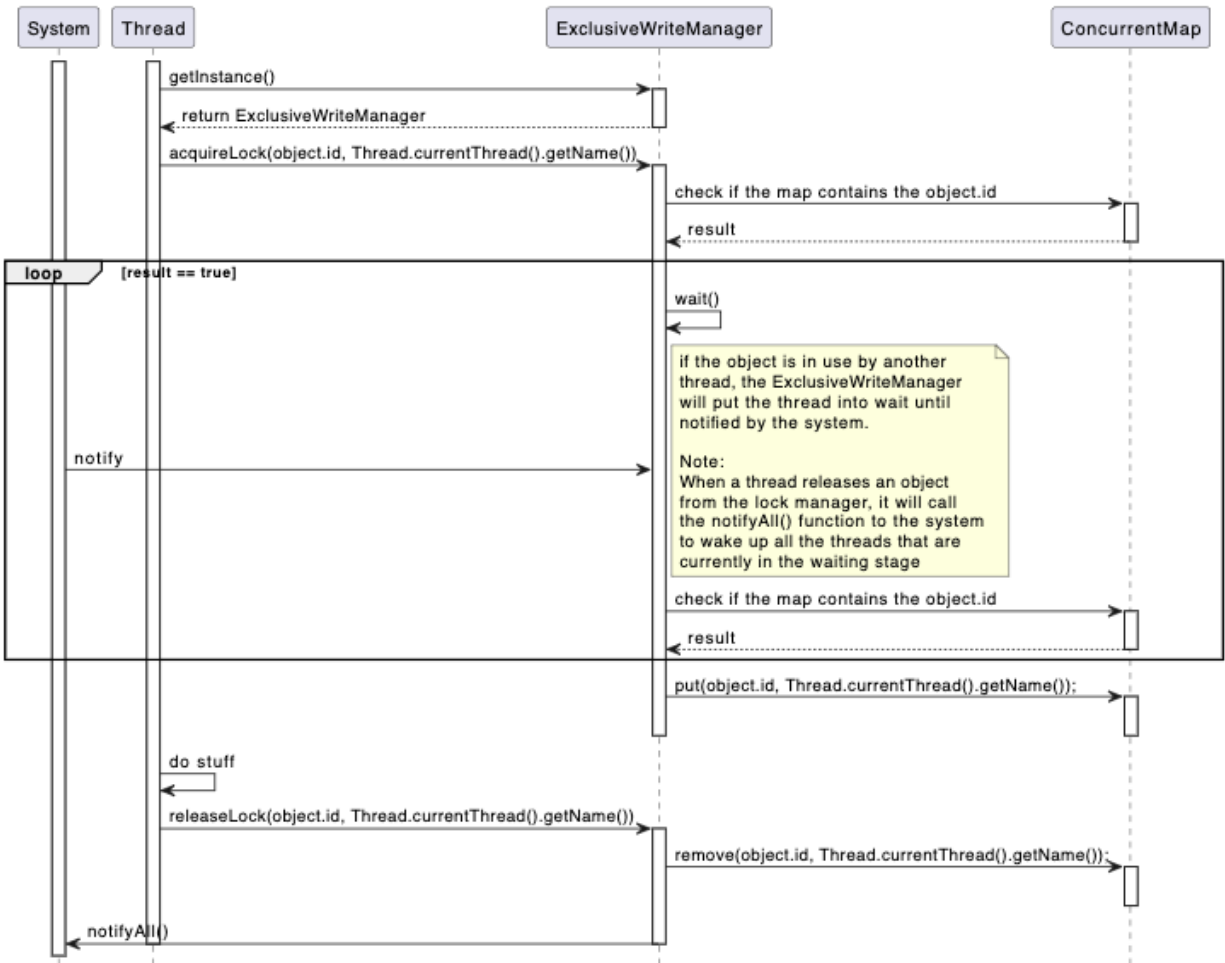 System
Thread
ExclusiveWriteManager
ConcurrentMap
getInstance()
return ExclusiveWriteManager
acquireLock(object.id, Thread.currentThread().getName())
check if the map contains the object.id
result
loop
[result == true]
wait()
if the object is in use by another
thread, the ExclusiveWriteManager
will put the thread into wait until
notified by the system.
notify
Note:
When a thread releases an object
from the lock manager, it will call
the notifyAll() function to the system
to wake up all the threads that are
currently in the waiting stage
check if the map contains the object.id
result
put(object.id, Thread.currentThread().getName());
do stuff
releaseLock(object.id, Thread.currentThread().getName())
remove(object.id, Thread.currentThread().getName());
notifyAll()